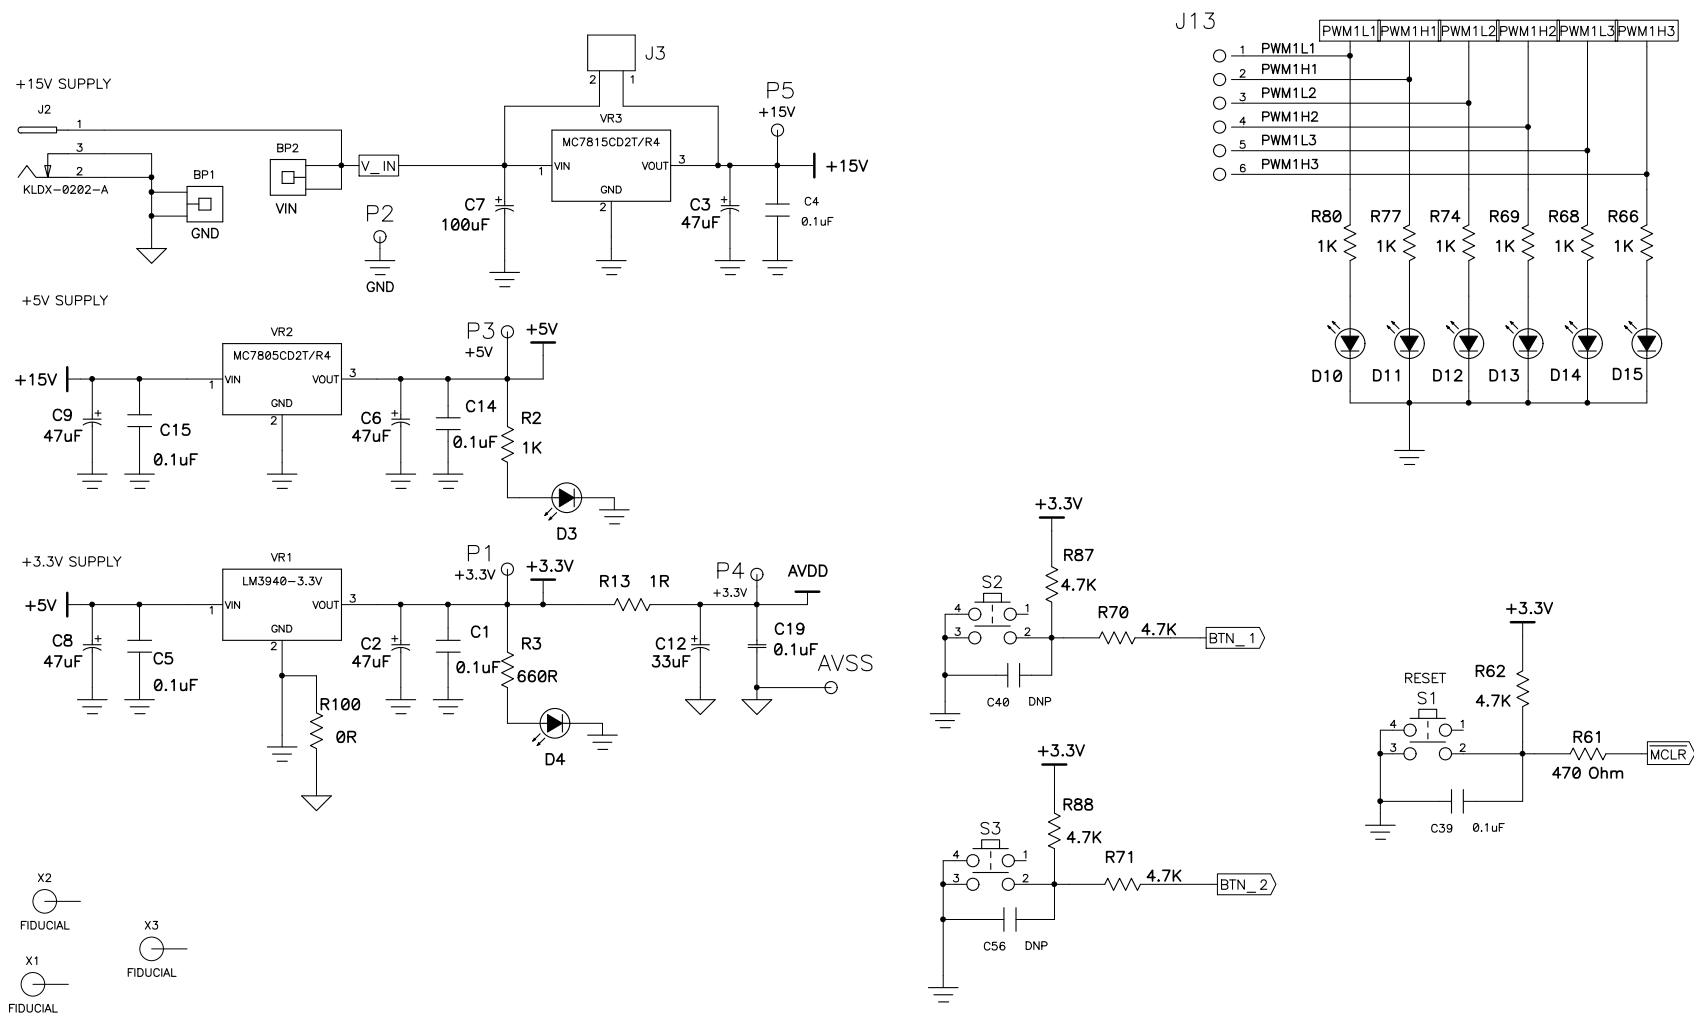 +15V SUPPLY
J2
1
3
2
KLDX-0202-A
BP1
GND
BP2
VIN
V_IN
P2
GND
J3
2
1
VR3
MC7815CD2T/R4
1
VIN
VOUT
3
GND
2
C7
100uF
+
C3
47uF
+
P5
+15V
C4
0.1uF
+15V
+5V SUPPLY
+15V
C9
47uF
+
C15
0.1uF
VR2
MC7805CD2T/R4
1
VIN
VOUT
3
GND
2
C6
47uF
+
C14
0.1uF
P3
+5V
+5V
R2
1K
D3
+3.3V SUPPLY
+5V
C8
47uF
+
C5
0.1uF
VR1
LM3940-3.3V
1
VIN
VOUT
3
GND
2
R100
0R
C2
47uF
+
C1
0.1uF
P1
+3.3V
+3.3V
R3
660R
D4
R13 1R
P4
+3.3V
AVDD
C12
33uF
+
C19
0.1uF
AVSS
X2
FIDUCIAL
X3
FIDUCIAL
X1
FIDUCIAL
J13
1 PWM1L1
2 PWM1H1
3 PWM1L2
4 PWM1H2
5 PWM1L3
6 PWM1H3
PWM1L1 PWM1H1 PWM1L2 PWM1H2 PWM1L3 PWM1H3
R80 R77 R74 R69 R68 R66
1K 1K 1K 1K 1K 1K
D10 D11 D12 D13 D14 D15
+3.3V
R87
4.7K
S2
4
1
3
2
R70
4.7K
BTN_1
C40 DNP
+3.3V
R88
4.7K
S3
4
1
3
2
R71
4.7K
BTN_2
C56 DNP
+3.3V
R62
4.7K
RESET
S1
4
1
3
2
R61
470 Ohm
MCLR
C39 0.1uF